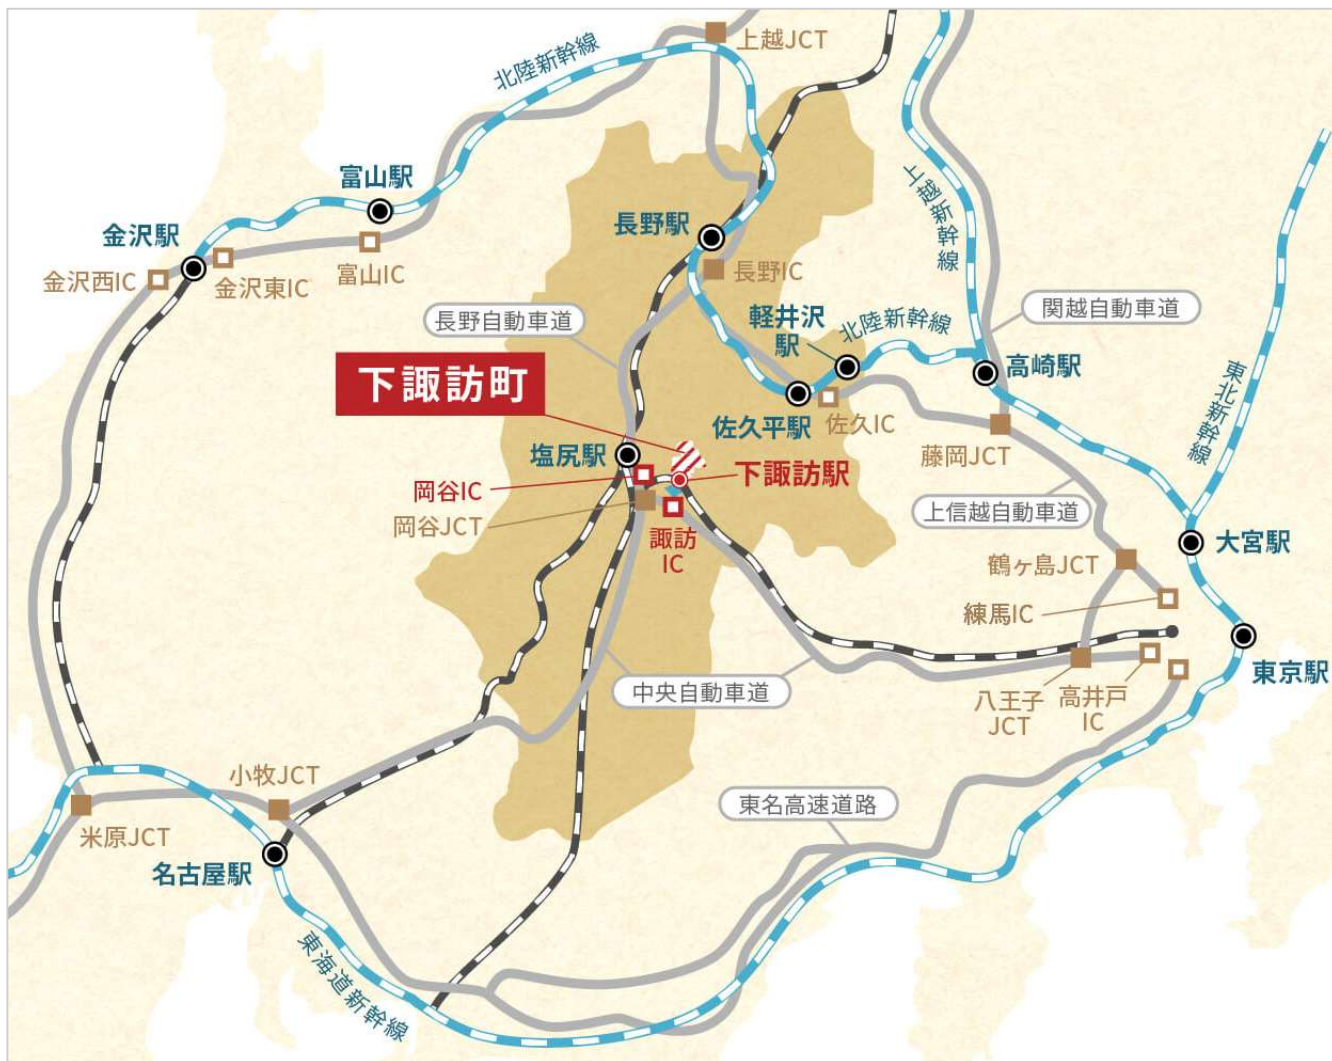 上越JCT
北陸新幹線
富山駅
金沢駅
長野駅
上越新幹線
金沢西IC
金沢東IC
富山IC
長野IC
長野自動車道
軽井沢
駅
北陸新幹線
関越自動車道
下諏訪町
高崎駅
東北新幹線
佐久平駅
佐久IC
塩尻駅
藤岡JCT
岡谷IC
下諏訪駅
岡谷JCT
上信越自動車道
諏訪
IC
大宮駅
鶴ヶ島JCT
練馬IC
東京駅
中央自動車道
八王子
JCT
高井戸
IC
小牧JCT
東名高速道路
米原JCT
名古屋駅
東海道新幹線